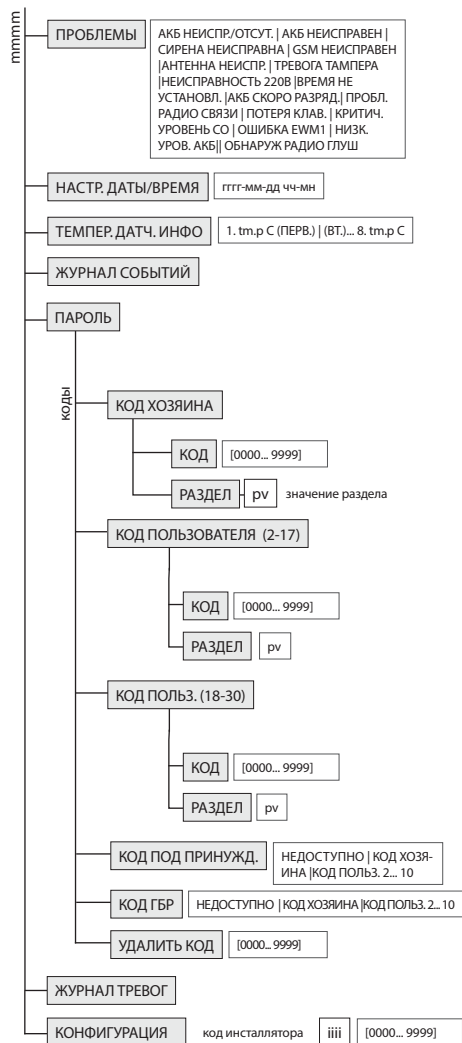 mmmm
ПРОБЛЕМЫ
АКБ НЕИСПР./ОТСУТ. | АКБ НЕИСПРАВЕН |
СИРЕНА НЕИСПРАВНА | GSM НЕИСПРАВЕН
|АНТЕННА НЕИСПР. | ТРЕВОГА ТАМПЕРА
|НЕИСПРАВНОСТЬ 220В |ВРЕМЯ НЕ
УСТАНОВЛ. |АКБ СКОРО РАЗРЯД.| ПРОБЛ.
РАДИО СВЯЗИ | ПОТЕРЯ КЛАВ. | КРИТИЧ.
УРОВЕНЬ СО | ОШИБКА EWM1 | НИЗК.
УРОВ. АКБ|| ОБНАРУЖ РАДИО ГЛУШ
НАСТР. ДАТЫ/ВРЕМЯ гггг-мм-дд чч-мн
ТЕМПЕР. ДАТЧ. ИНФО 1. tm.p C (ПЕРВ.) | (ВТ.)... 8. tm.p C
ЖУРНАЛ СОБЫТИЙ
ПАРОЛЬ
коды
КОД ХОЗЯИНА
КОД [0000... 9999]
РАЗДЕЛ pv значение раздела
КОД ПОЛЬЗОВАТЕЛЯ (2-17)
КОД [0000... 9999]
РАЗДЕЛ pv
КОД ПОЛЬЗ. (18-30)
КОД [0000... 9999]
РАЗДЕЛ pv
КОД ПОД ПРИНУЖД. НЕДОСТУПНО | КОД ХОЗЯ-
ИНА |КОД ПОЛЬЗ. 2... 10
КОД ГБР НЕДОСТУПНО | КОД ХОЗЯИНА |КОД ПОЛЬЗ. 2... 10
УДАЛИТЬ КОД [0000... 9999]
ЖУРНАЛ ТРЕВОГ
КОНФИГУРАЦИЯ код инсталлятора iiii [0000... 9999]